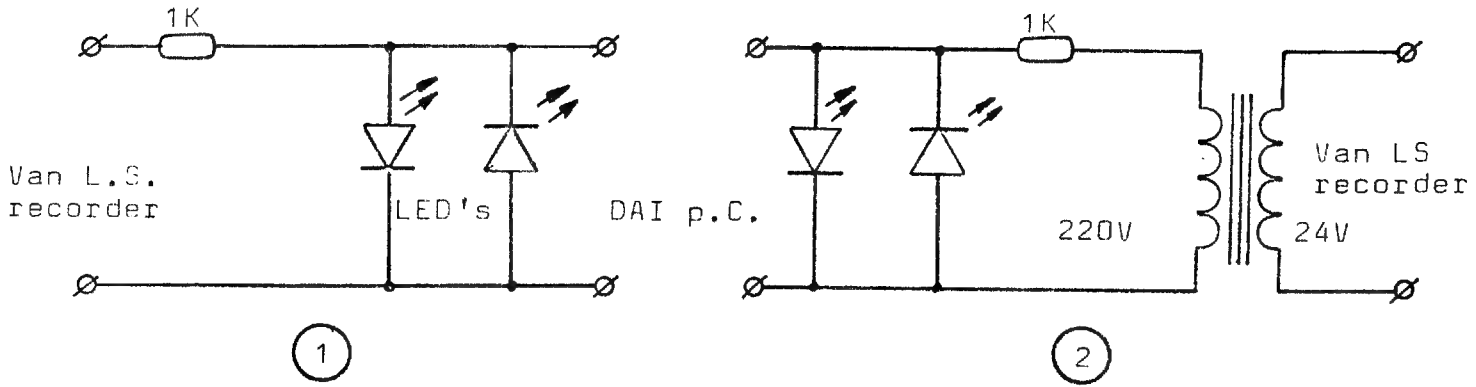 1K
Van L.S.
recorder
LED's
DAI p.C.
1
1K
220V
24V
Van LS
recorder
2